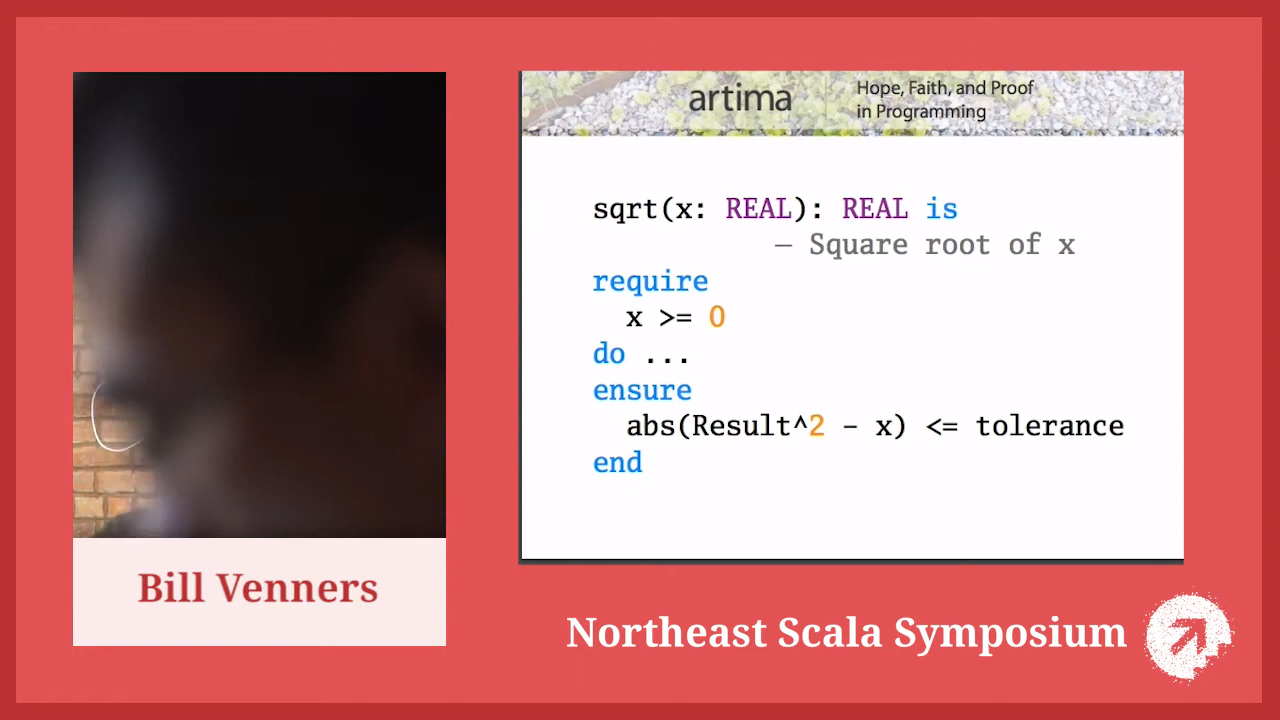 artima
Hope, Faith, and Proof
in Programming
sqrt(x: REAL): REAL is
— Square root of x
require
x >= 0
do ...
ensure
abs(Result^2 – x) <= tolerance
end
Bill Venners
Northeast Scala Symposium